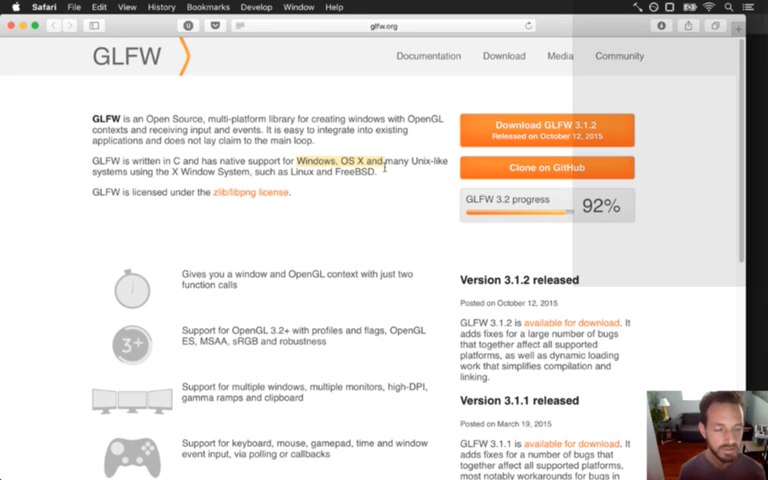 Safari File Edit View History Bookmarks Develop Window Help
glfw.org
GLFW
Documentation Download Media Community
GLFW is an Open Source, multi-platform library for creating windows with OpenGL
contexts and receiving input and events. It is easy to integrate into existing
applications and does not lay claim to the main loop.
GLFW is written in C and has native support for Windows, OS X and many Unix-like
systems using the X Window System, such as Linux and FreeBSD.
GLFW is licensed under the zlib/libpng license.
Download GLFW 3.1.2
Released on October 12, 2015
Clone on GitHub
GLFW 3.2 progress
92%
Gives you a window and OpenGL context with just two
function calls
3+
Support for OpenGL 3.2+ with profiles and flags, OpenGL
ES, MSAA, sRGB and robustness
Support for multiple windows, multiple monitors, high-DPI,
gamma ramps and clipboard
Support for keyboard, mouse, gamepad, time and window
event input, via polling or callbacks
Version 3.1.2 released
Posted on October 12, 2015
GLFW 3.1.2 is available for download. It
adds fixes for a large number of bugs
that together affect all supported
platforms, as well as dynamic loading
work that simplifies compilation and
linking.
Version 3.1.1 released
Posted on March 19, 2015
GLFW 3.1.1 is available for download. It
adds fixes for a number of bugs that
together affect all supported platforms,
most notably workarounds for bugs in